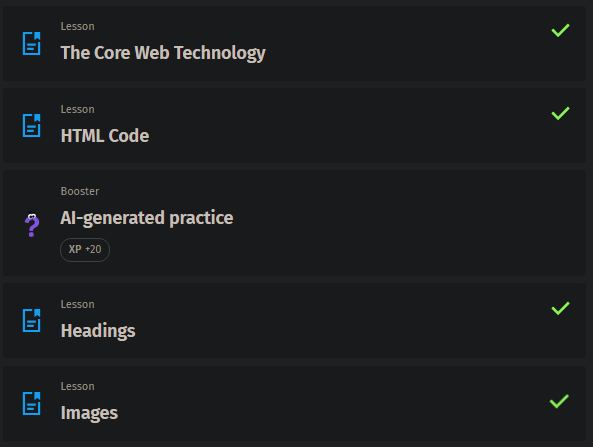 Lesson
The Core Web Technology
Lesson
HTML Code
Booster
AI-generated practice
XP +20
Lesson
Headings
Lesson
Images